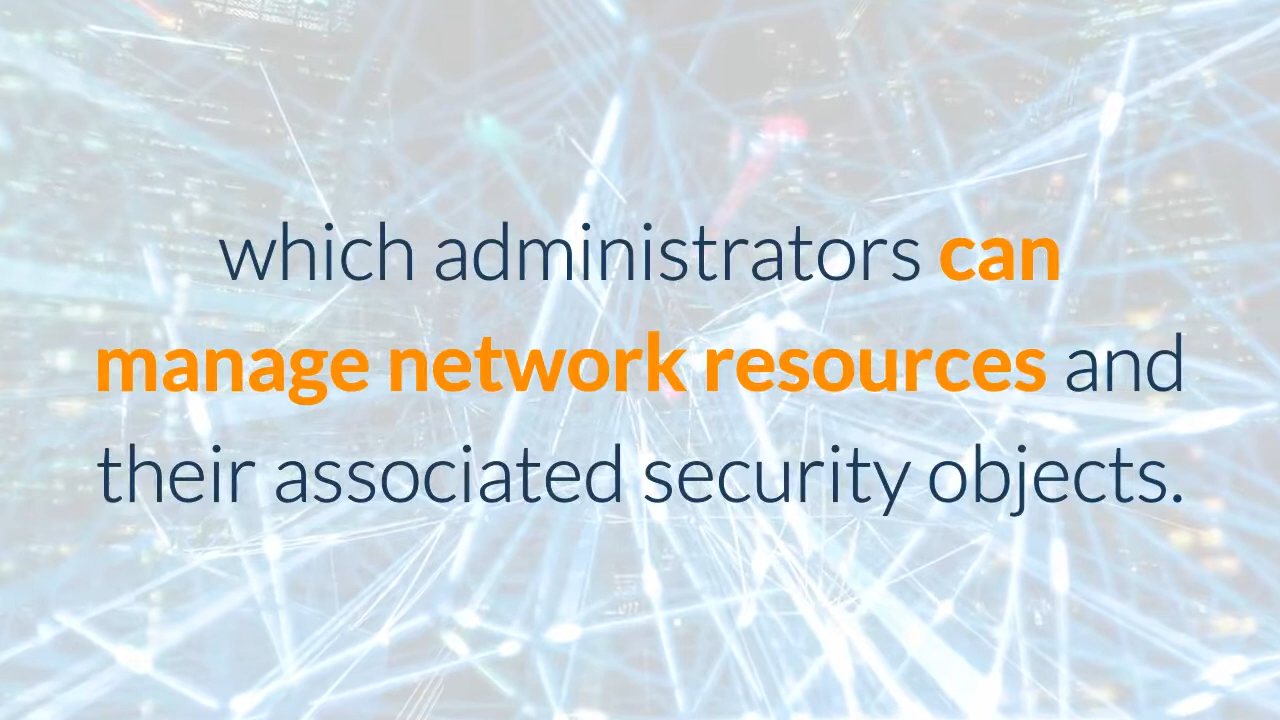 which administrators can
manage network resources and
their associated security objects.